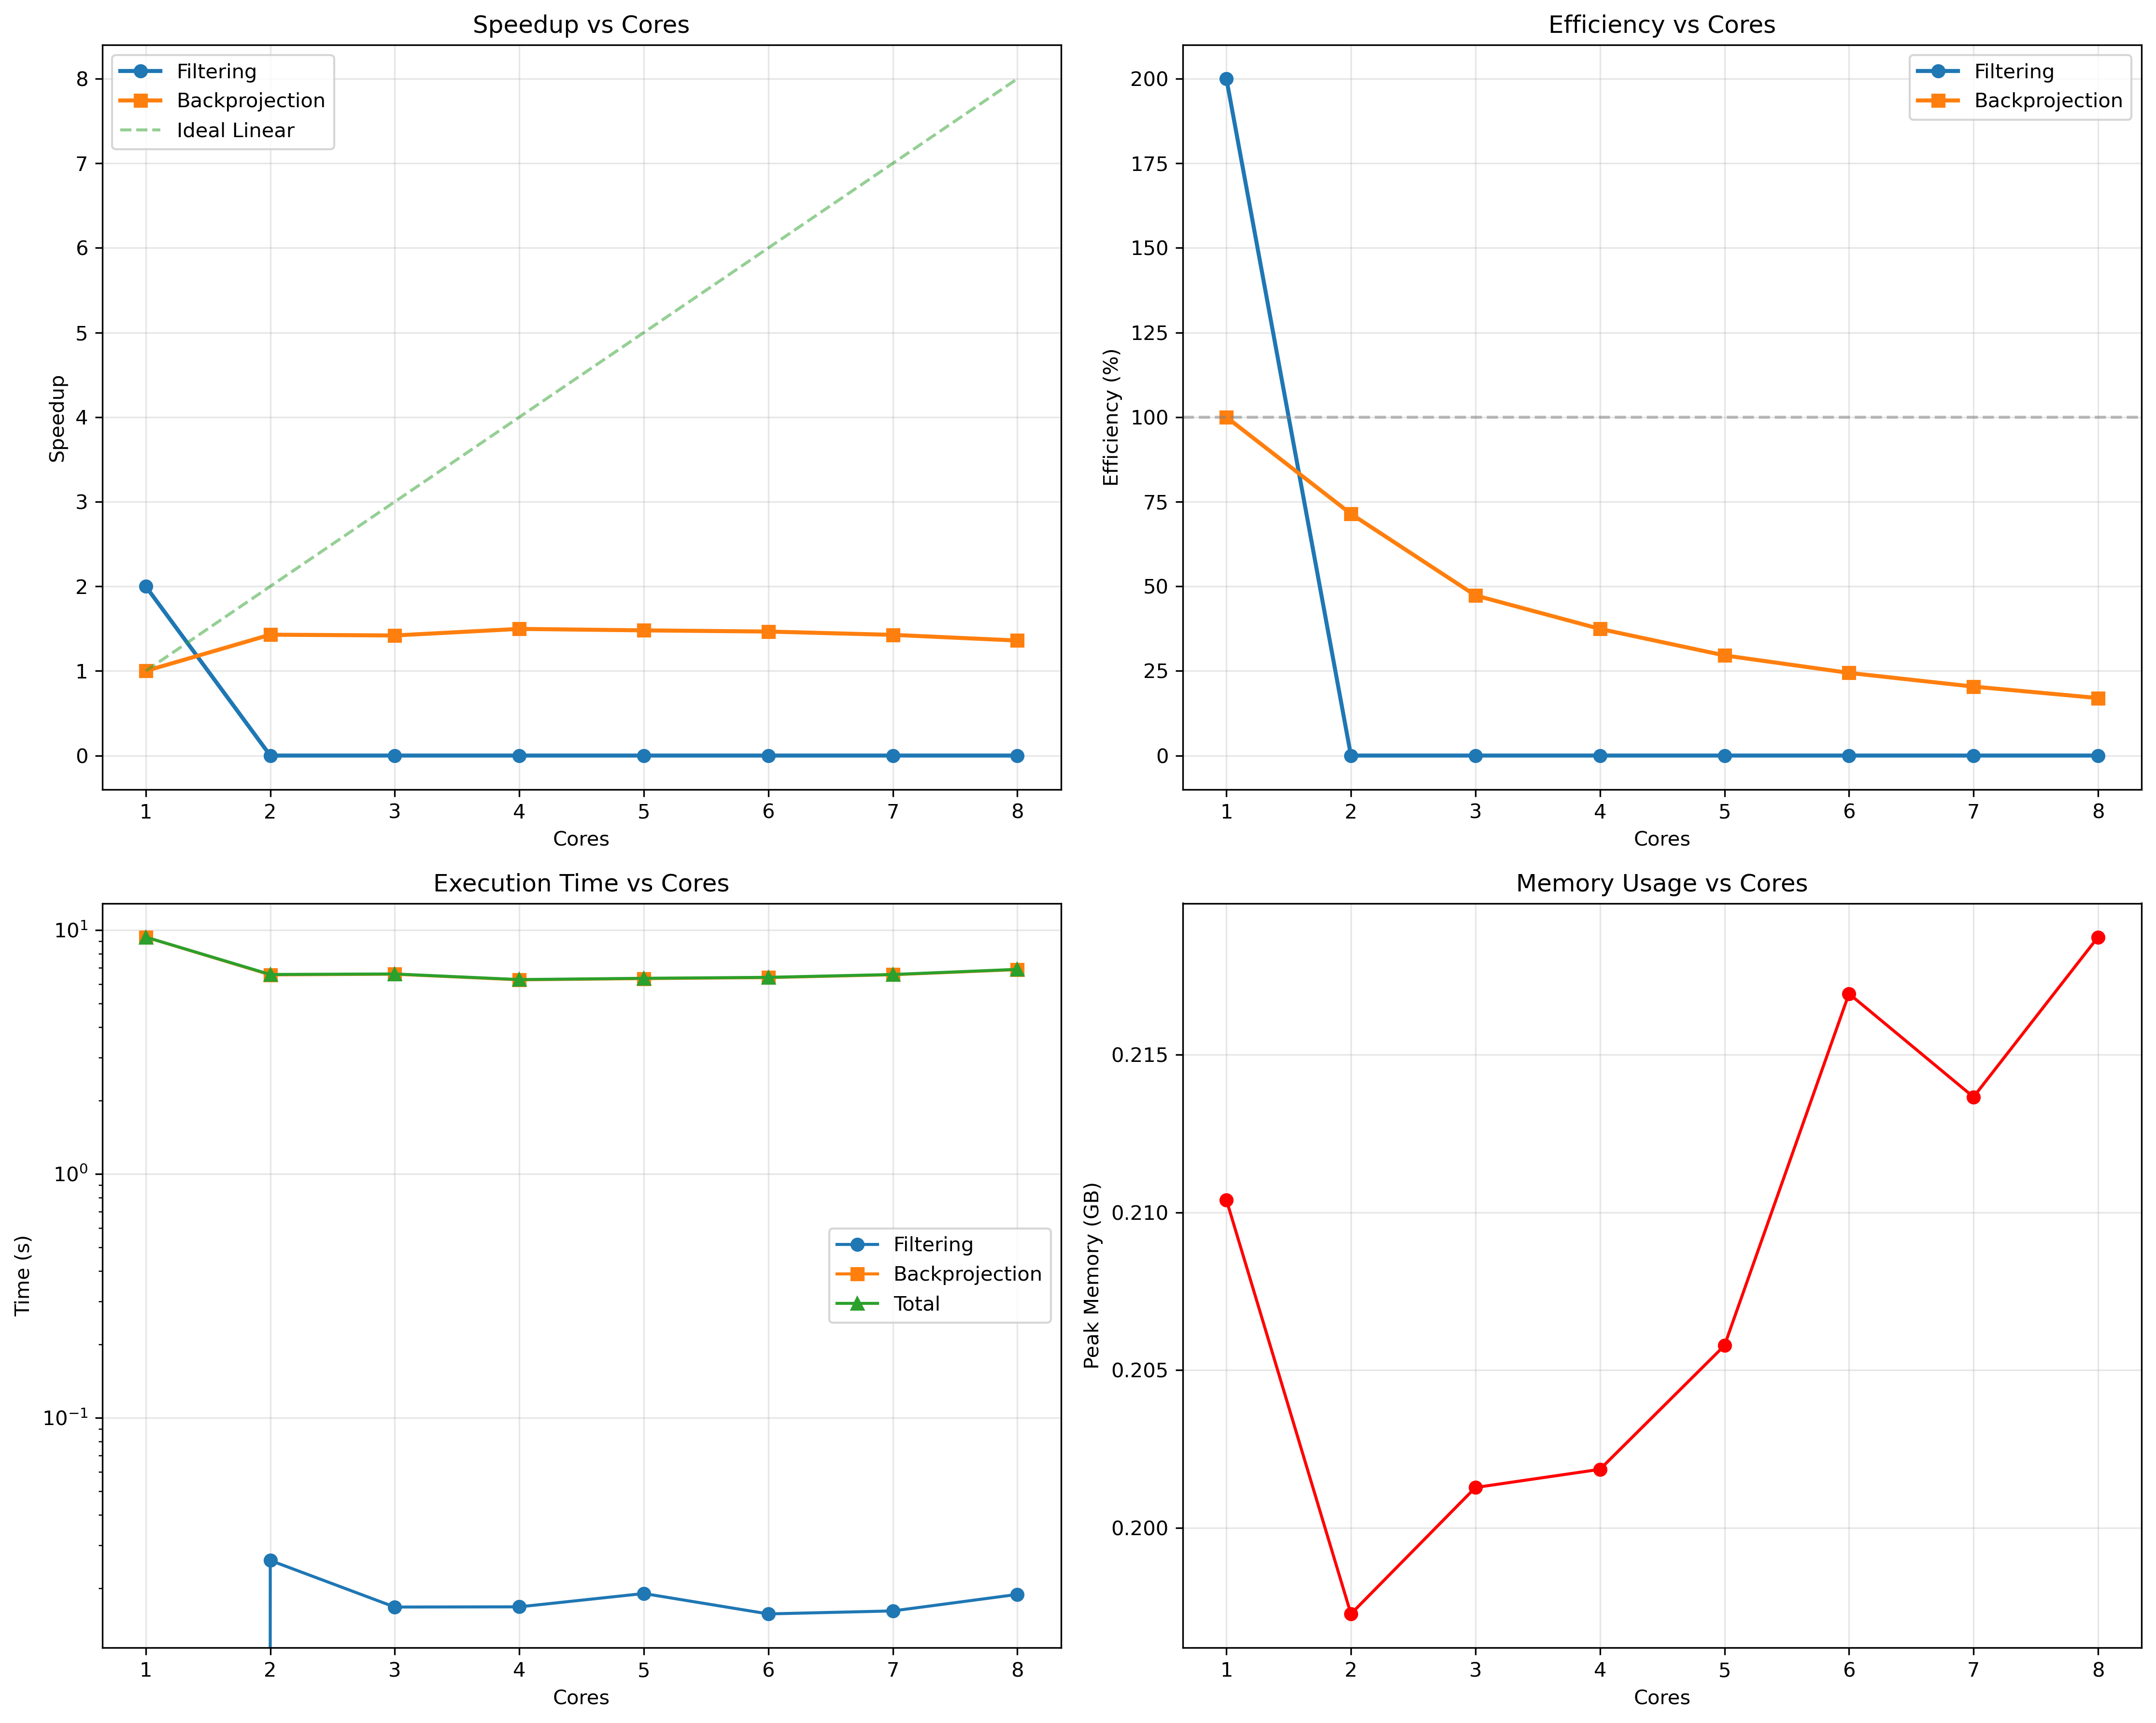 Speedup vs Cores
Filtering
Backprojection
Ideal Linear
8
7
6
5
4
3
2
1
0
Speedup
1 2 3 4 5 6 7 8
Cores
Efficiency vs Cores
Filtering
Backprojection
200
175
150
125
100
75
50
25
0
Efficiency (%)
1 2 3 4 5 6 7 8
Cores
Execution Time vs Cores
10¹
10⁰
10⁻¹
Time (s)
Filtering
Backprojection
Total
1 2 3 4 5 6 7 8
Cores
Memory Usage vs Cores
0.215
0.210
0.205
0.200
Peak Memory (GB)
1 2 3 4 5 6 7 8
Cores